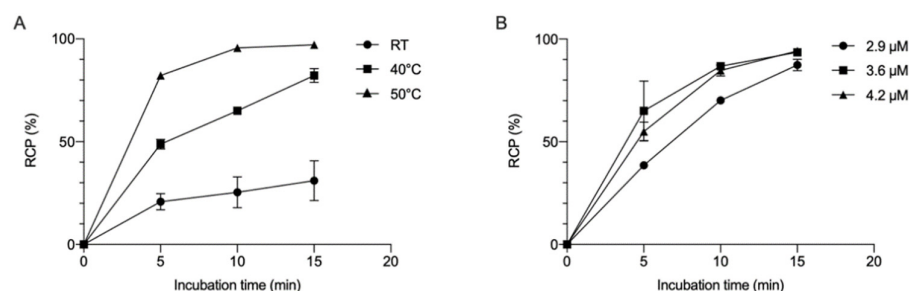 A
100
50
0
RCP (%)
0 5 10 15 20
Incubation time (min)
RT
40°C
50°C
B
100
50
0
RCP (%)
0 5 10 15 20
Incubation time (min)
2.9 µM
3.6 µM
4.2 µM